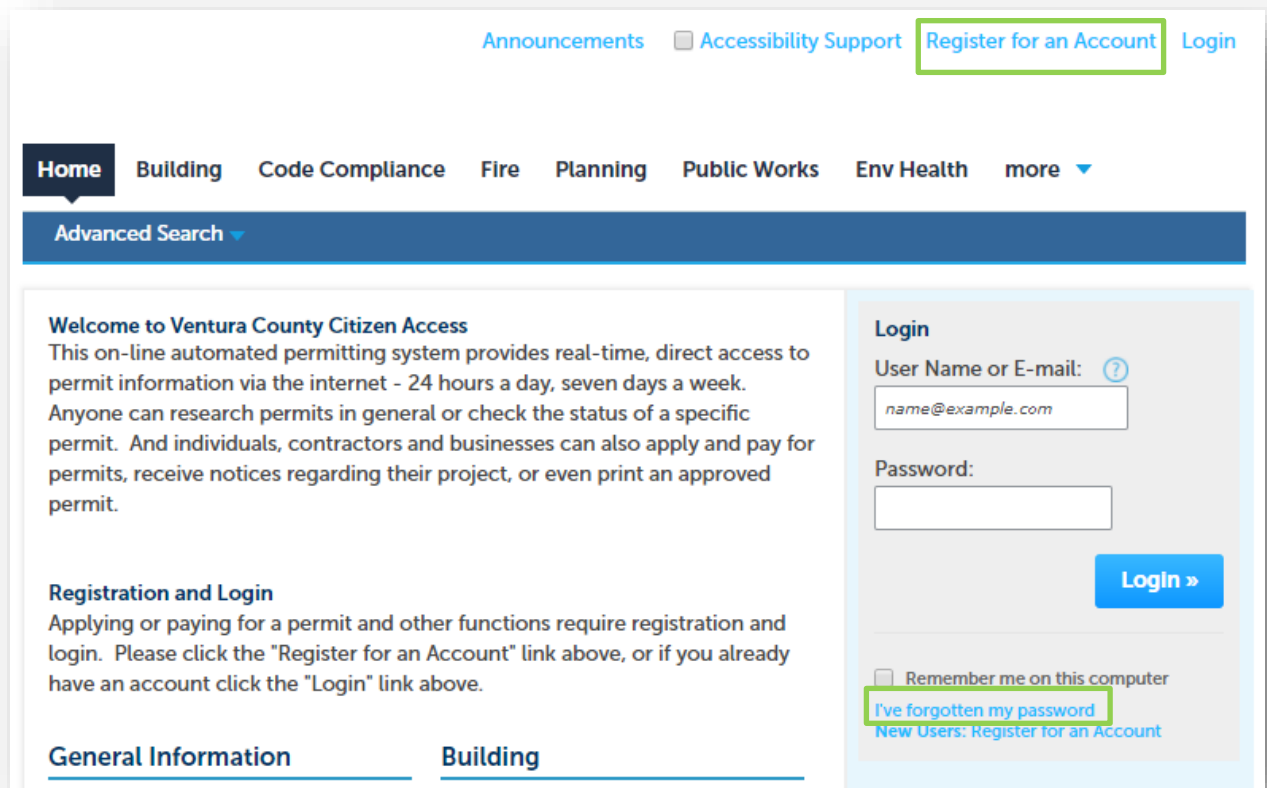 Announcements Accessibility Support Register for an Account Login
Home Building Code Compliance Fire Planning Public Works Env Health more
Advanced Search
Welcome to Ventura County Citizen Access
This on-line automated permitting system provides real-time, direct access to
permit information via the internet - 24 hours a day, seven days a week.
Anyone can research permits in general or check the status of a specific
permit. And individuals, contractors and businesses can also apply and pay for
permits, receive notices regarding their project, or even print an approved
permit.
Registration and Login
Applying or paying for a permit and other functions require registration and
login. Please click the "Register for an Account" link above, or if you already
have an account click the "Login" link above.
General Information
Building
Login
User Name or E-mail: ?
name@example.com
Password:
Login »
Remember me on this computer
I've forgotten my password
New Users: Register for an Account